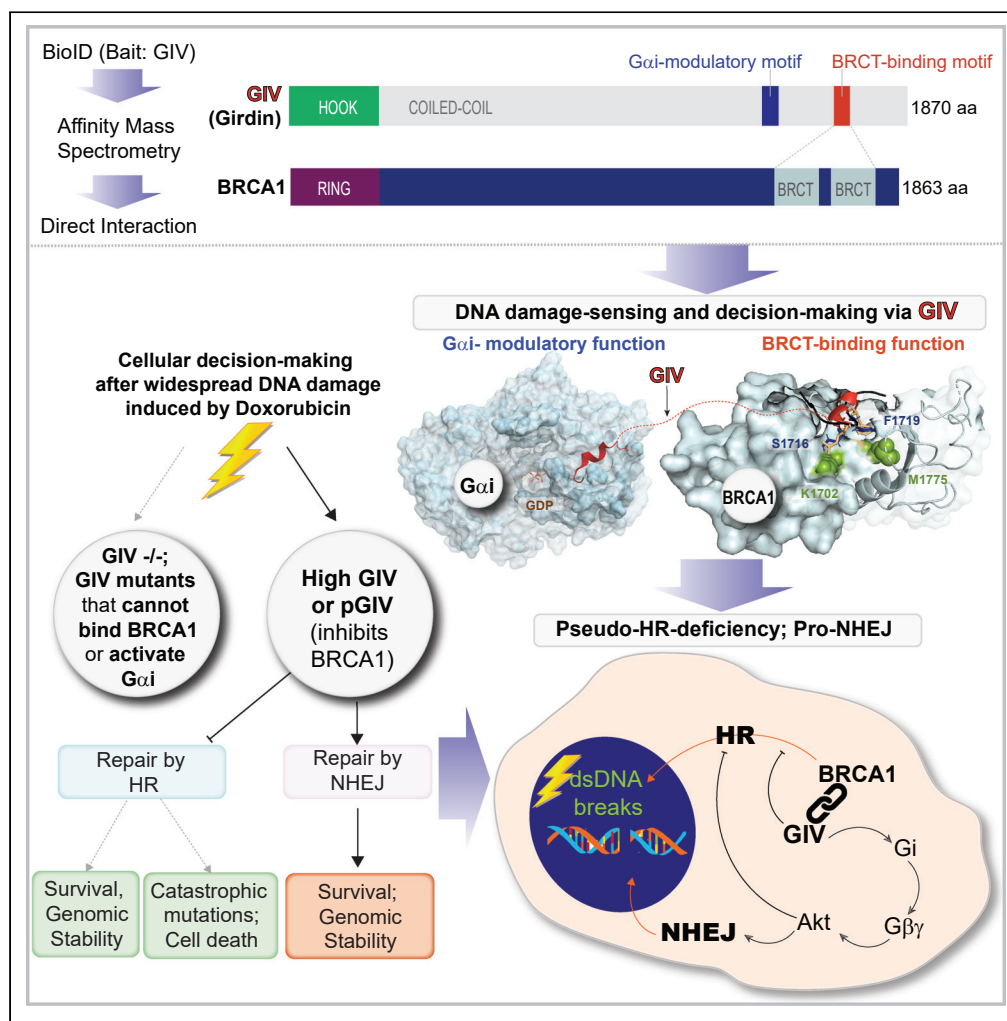 BioID (Bait: GIV)
Affinity Mass
Spectrometry
Direct Interaction
Gαi-modulatory motif
BRCT-binding motif
GIV
(Girdin)
HOOK
COILED-COIL
1870 aa
BRCA1
RING
BRCT
BRCT
1863 aa
DNA damage-sensing and decision-making via GIV
Gαi- modulatory function
BRCT-binding function
GIV
Gαi
GDP
S1716
F1719
K1702
M1775
BRCA1
Cellular decision-making
after widespread DNA damage
induced by Doxorubicin
GIV -/-;
GIV mutants
that cannot
bind BRCA1
or activate
Gαi
High GIV
or pGIV
(inhibits
BRCA1)
Repair by
HR
Repair by
NHEJ
Survival,
Genomic
Stability
Catastrophic
mutations;
Cell death
Survival;
Genomic
Stability
Pseudo-HR-deficiency; Pro-NHEJ
HR
BRCA1
GIV
dsDNA
breaks
Gi
Gβγ
Akt
NHEJ